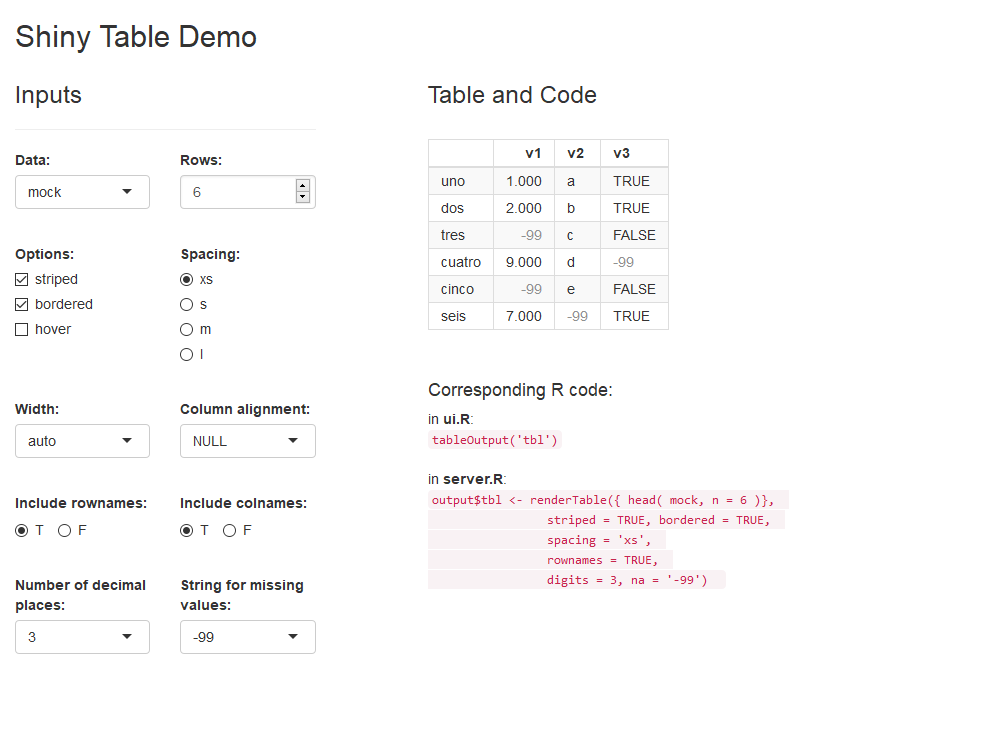 Shiny Table Demo
Inputs
Data:
mock
Rows:
6
Options:
striped
bordered
hover
Spacing:
xs
s
m
l
Width:
auto
Column alignment:
NULL
Include rownames:
T F
Include colnames:
T F
Number of decimal
places:
3
String for missing
values:
-99
Table and Code
v1 v2 v3
uno 1.000 a TRUE
dos 2.000 b TRUE
tres -99 c FALSE
cuatro 9.000 d -99
cinco -99 e FALSE
seis 7.000 -99 TRUE
Corresponding R code:
in ui.R:
tableOutput('tbl')
in server.R:
output$tbl <- renderTable({ head( mock, n = 6 )},
striped = TRUE, bordered = TRUE,
spacing = 'xs',
rownames = TRUE,
digits = 3, na = '-99')